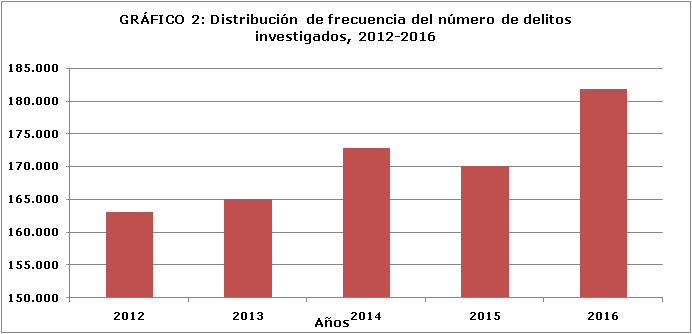 GRÁFICO 2: Distribución de frecuencia del número de delitos
investigados, 2012-2016
185.000
180.000
175.000
170.000
165.000
160.000
155.000
150.000
2012 2013 2014 2015 2016
Años